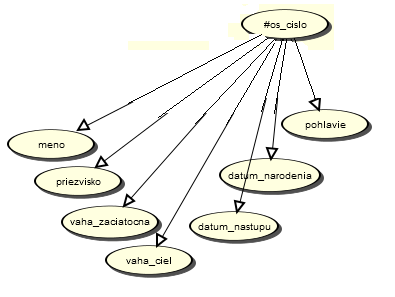 #os_cislo
pohlavie
meno
datum_narodenia
priezvisko
vaha_zaciatocna
datum_nastupu
vaha_ciel